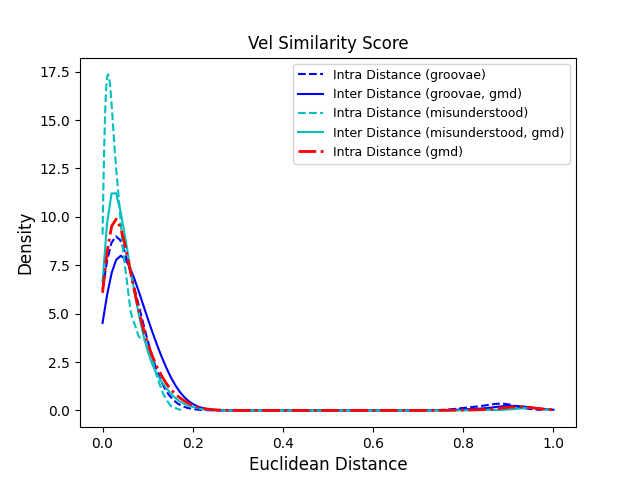 Vel Similarity Score
Intra Distance (groovae)
Inter Distance (groovae, gmd)
Intra Distance (misunderstood)
Inter Distance (misunderstood, gmd)
Intra Distance (gmd)
Density
17.5
15.0
12.5
10.0
7.5
5.0
2.5
0.0
0.0 0.2 0.4 0.6 0.8 1.0
Euclidean Distance